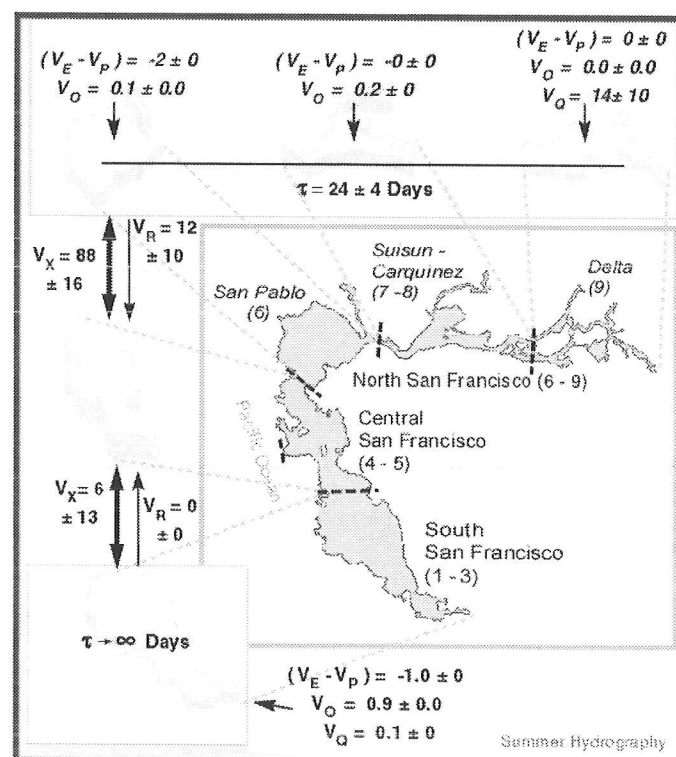 (V_E - V_P) = -2 ± 0
V_O = 0.1 ± 0.0
(V_E - V_P) = -0 ± 0
V_O = 0.2 ± 0
(V_E - V_P) = 0 ± 0
V_O = 0.0 ± 0.0
V_Q = 14± 10
τ = 24 ± 4 Days
V_X = 88
± 16
V_R = 12
± 10
San Pablo
(6)
Suisun -
Carquinez
(7 -8)
Delta
(9)
North San Francisco (6 - 9)
Pacific Ocean
Central
San Francisco
(4 - 5)
V_X = 6
± 13
V_R = 0
± 0
South
San Francisco
(1 - 3)
τ → ∞ Days
(V_E - V_P) = -1.0 ± 0
V_O = 0.9 ± 0.0
V_Q = 0.1 ± 0
Summer Hydrography